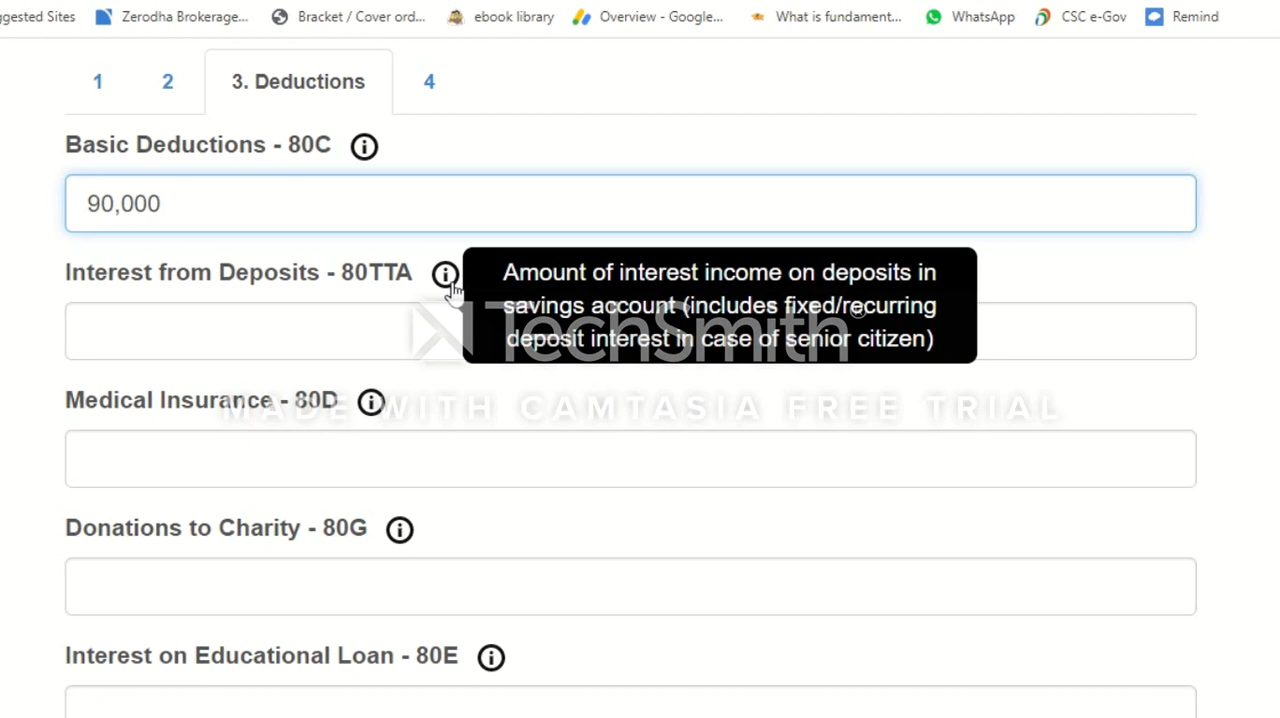 ggested Sites Zerodha Brokerage... Bracket / Cover ord... ebook library Overview - Google... What is fundament... WhatsApp CSC e-Gov Remind
1 2 3. Deductions 4
Basic Deductions - 80C
90,000
Interest from Deposits - 80TTA
Amount of interest income on deposits in
savings account (includes fixed/recurring
deposit interest in case of senior citizen)
TechSmith
Medical Insurance - 80D
MADE WITH CAMTASIA FREE TRIAL
Donations to Charity - 80G
Interest on Educational Loan - 80E